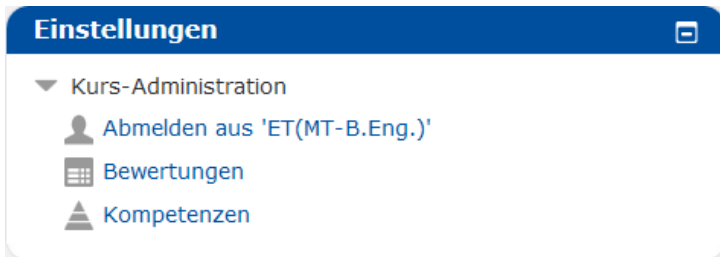 Einstellungen
Kurs-Administration
Abmelden aus 'ET(MT-B.Eng.)'
Bewertungen
Kompetenzen